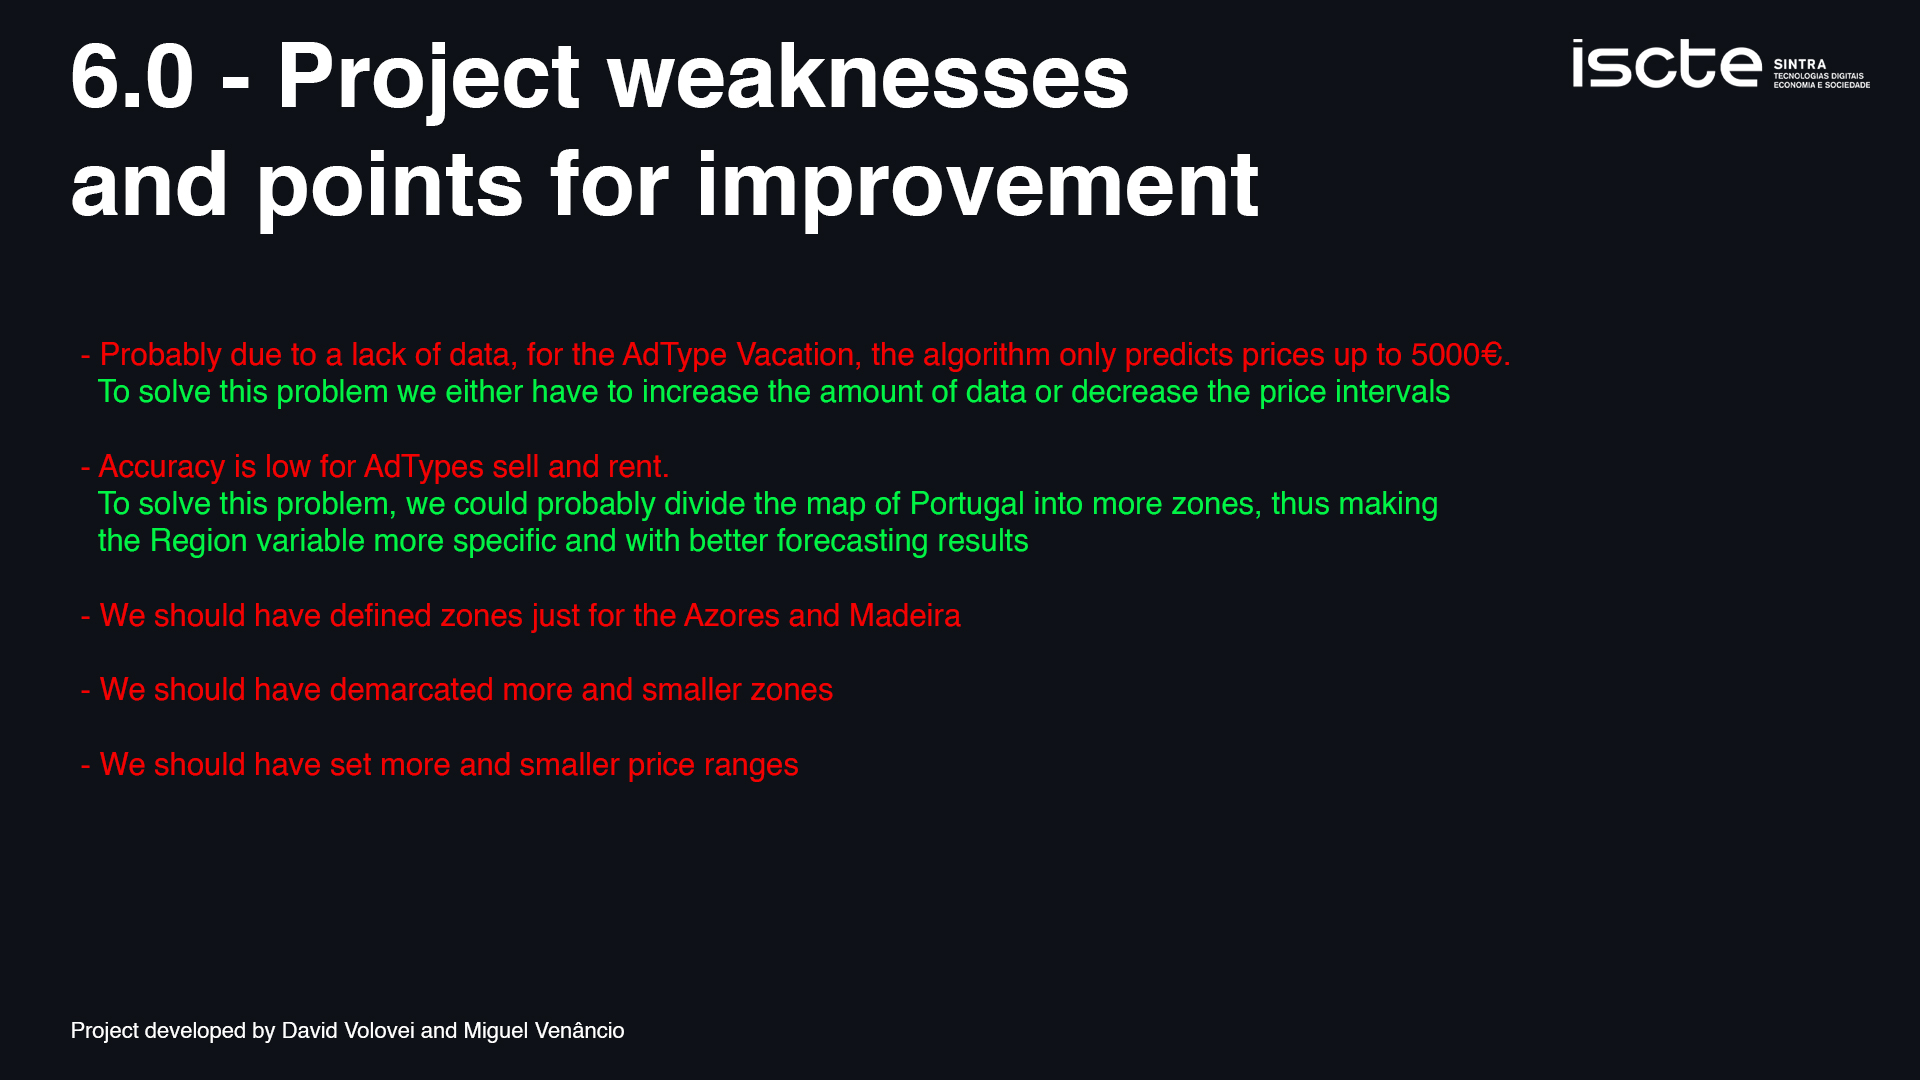 6.0 - Project weaknesses
and points for improvement
iscte
SINTRA
TECNOLOGIAS DIGITAIS
ECONOMIA E SOCIEDADE
- Probably due to a lack of data, for the AdType Vacation, the algorithm only predicts prices up to 5000€.
To solve this problem we either have to increase the amount of data or decrease the price intervals
- Accuracy is low for AdTypes sell and rent.
To solve this problem, we could probably divide the map of Portugal into more zones, thus making
the Region variable more specific and with better forecasting results
- We should have defined zones just for the Azores and Madeira
- We should have demarcated more and smaller zones
- We should have set more and smaller price ranges
Project developed by David Volovei and Miguel Venâncio